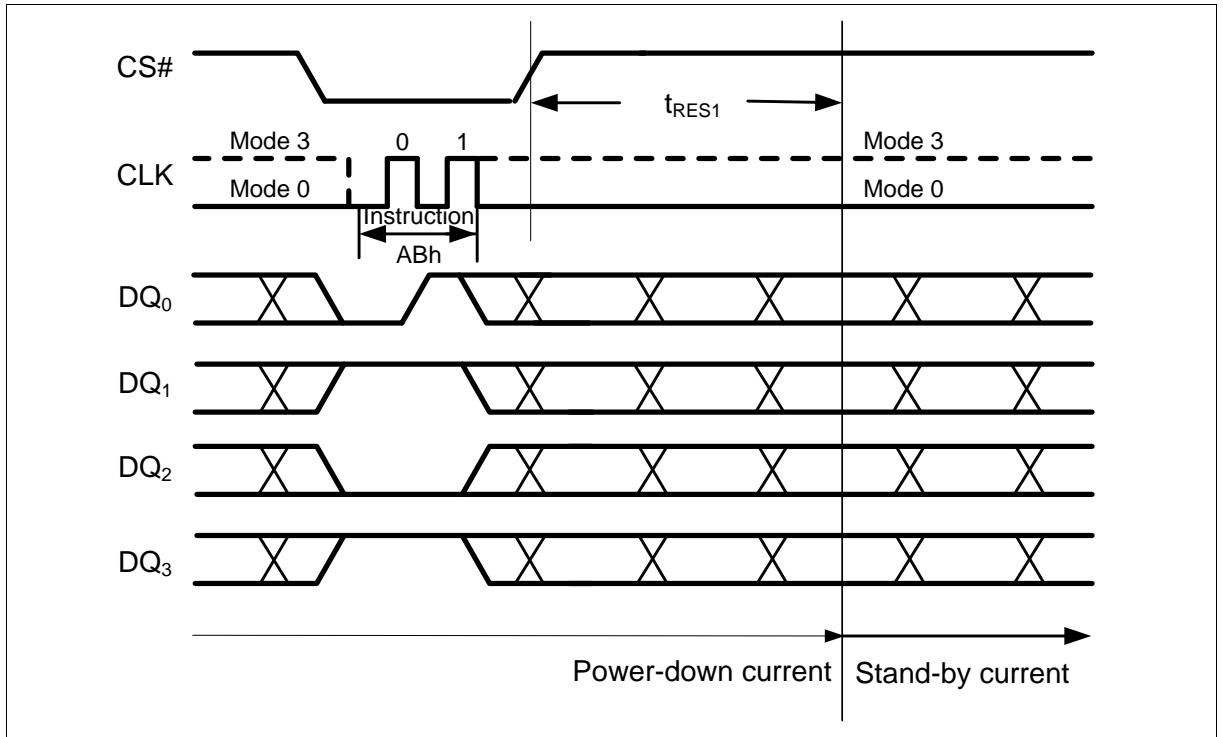 CS#
tRES1
Mode 3 0 1 Mode 3
CLK
Mode 0 Mode 0
Instruction
ABh
DQ0
DQ1
DQ2
DQ3
Power-down current Stand-by current